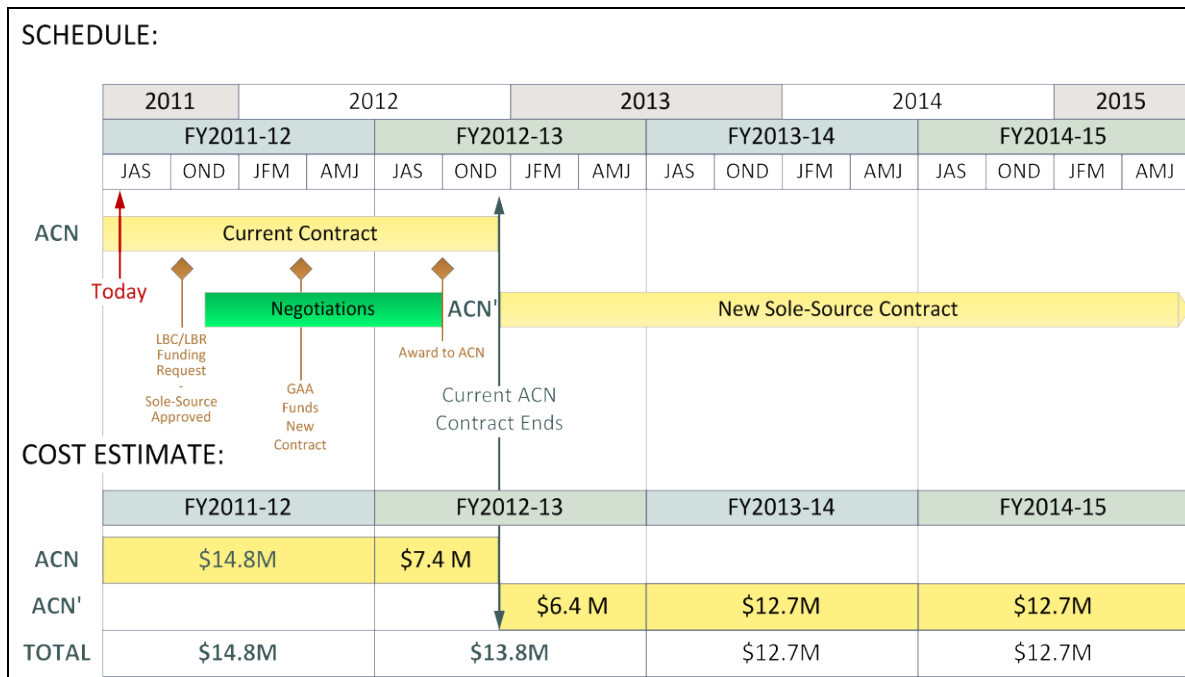 SCHEDULE:
2011 2012 2013 2014 2015
FY2011-12 FY2012-13 FY2013-14 FY2014-15
JAS OND JFM AMJ JAS OND JFM AMJ JAS OND JFM AMJ JAS OND JFM AMJ
ACN Current Contract
Today
Negotiations ACN' New Sole-Source Contract
LBC/LBR
Funding
Request
-
Sole-Source
Approved
GAA
Funds
New
Contract
Award to ACN
Current ACN
Contract Ends
COST ESTIMATE:
FY2011-12 FY2012-13 FY2013-14 FY2014-15
ACN $14.8M $7.4 M
ACN' $6.4 M $12.7M $12.7M
TOTAL $14.8M $13.8M $12.7M $12.7M